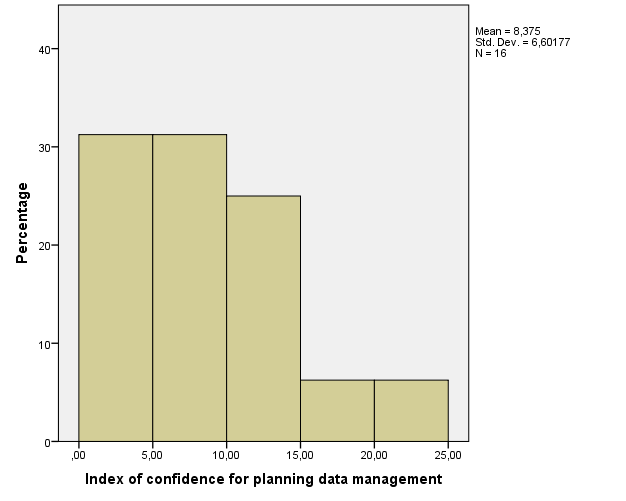 Mean = 8,375
Std. Dev. = 6,60177
N = 16
40
30
20
10
0
Percentage
,00 5,00 10,00 15,00 20,00 25,00
Index of confidence for planning data management